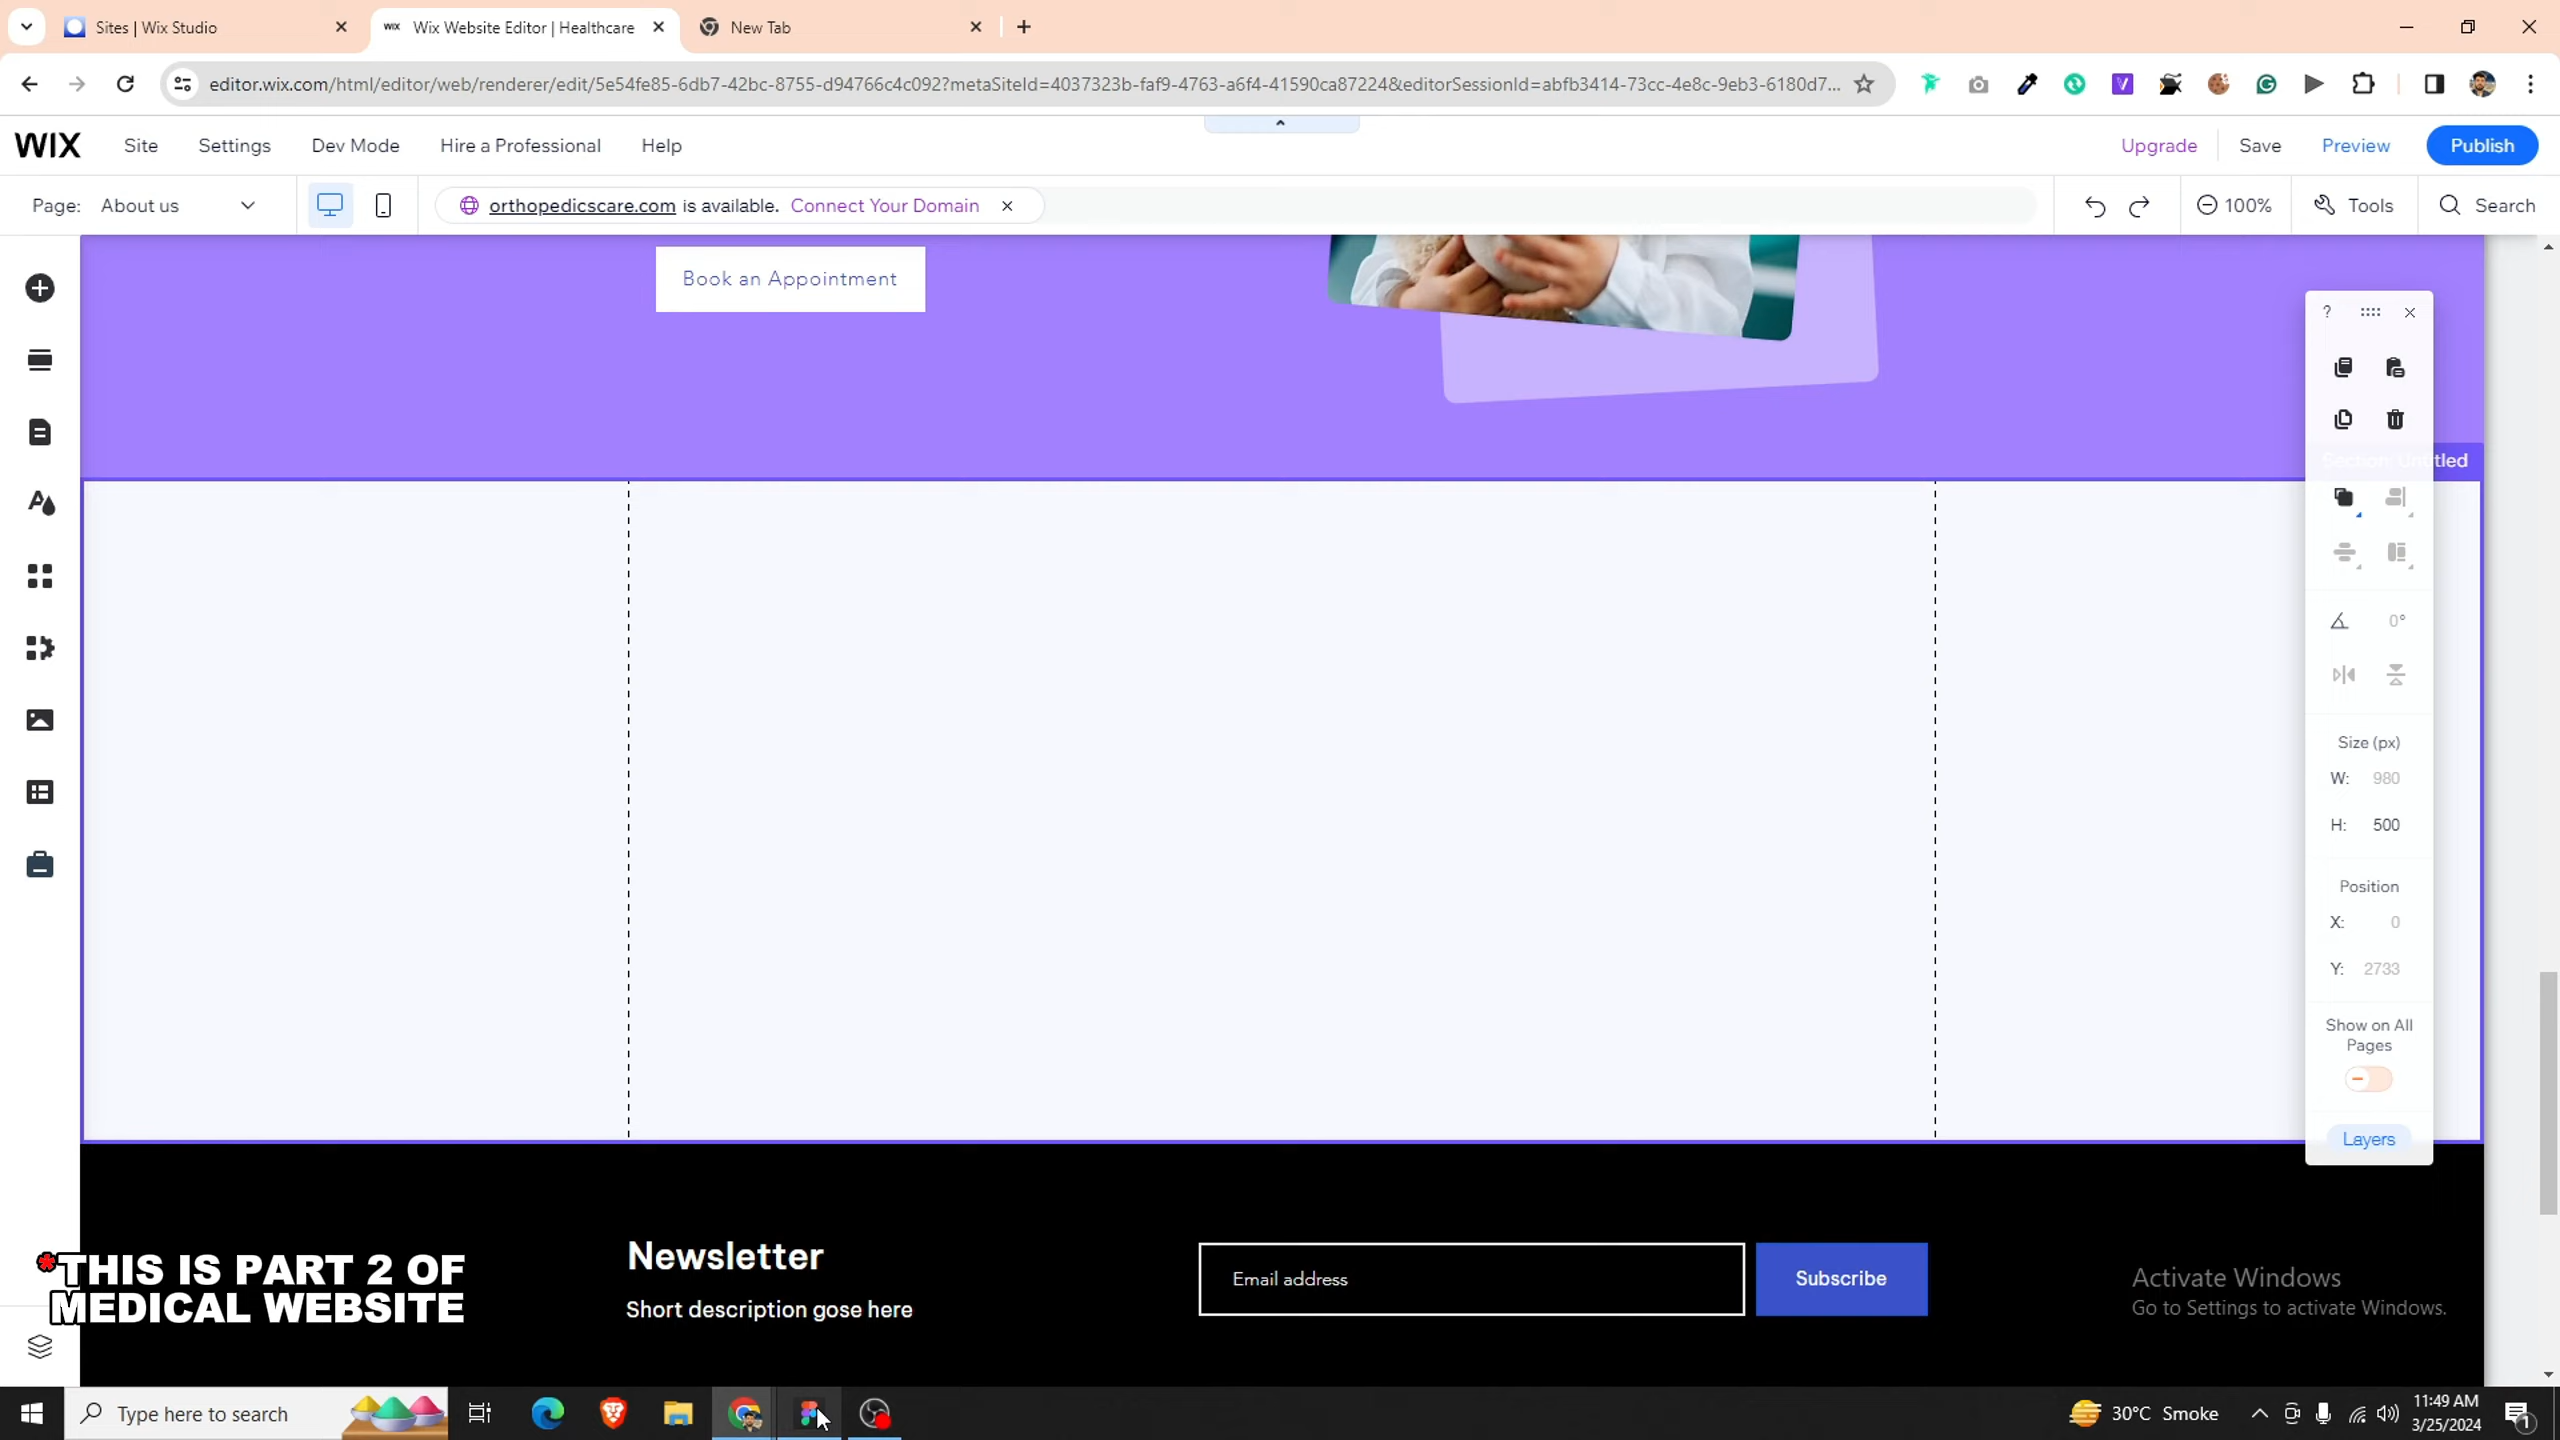 Sites | Wix Studio
WIX Wix Website Editor | Healthcare
New Tab
editor.wix.com/html/editor/web/renderer/edit/5e54fe85-6db7-42bc-8755-d94766c4c092?metaSiteId=4037323b-faf9-4763-a6f4-41590ca87224&editorSessionId=abfb3414-73cc-4e8c-9eb3-6180d7...
WIX Site Settings Dev Mode Hire a Professional Help Upgrade Save Preview Publish
Page: About us orthopedicscare.com is available. Connect Your Domain 100% Tools Search
Book an Appointment
?
Section: Untitled
0°
Size (px)
W: 980
H: 500
Position
X: 0
Y: 2733
Show on All
Pages
Layers
Newsletter
Short description gose here
Email address
Subscribe
*THIS IS PART 2 OF
MEDICAL WEBSITE
Activate Windows
Go to Settings to activate Windows.
Type here to search
30°C Smoke
11:49 AM
3/25/2024
1